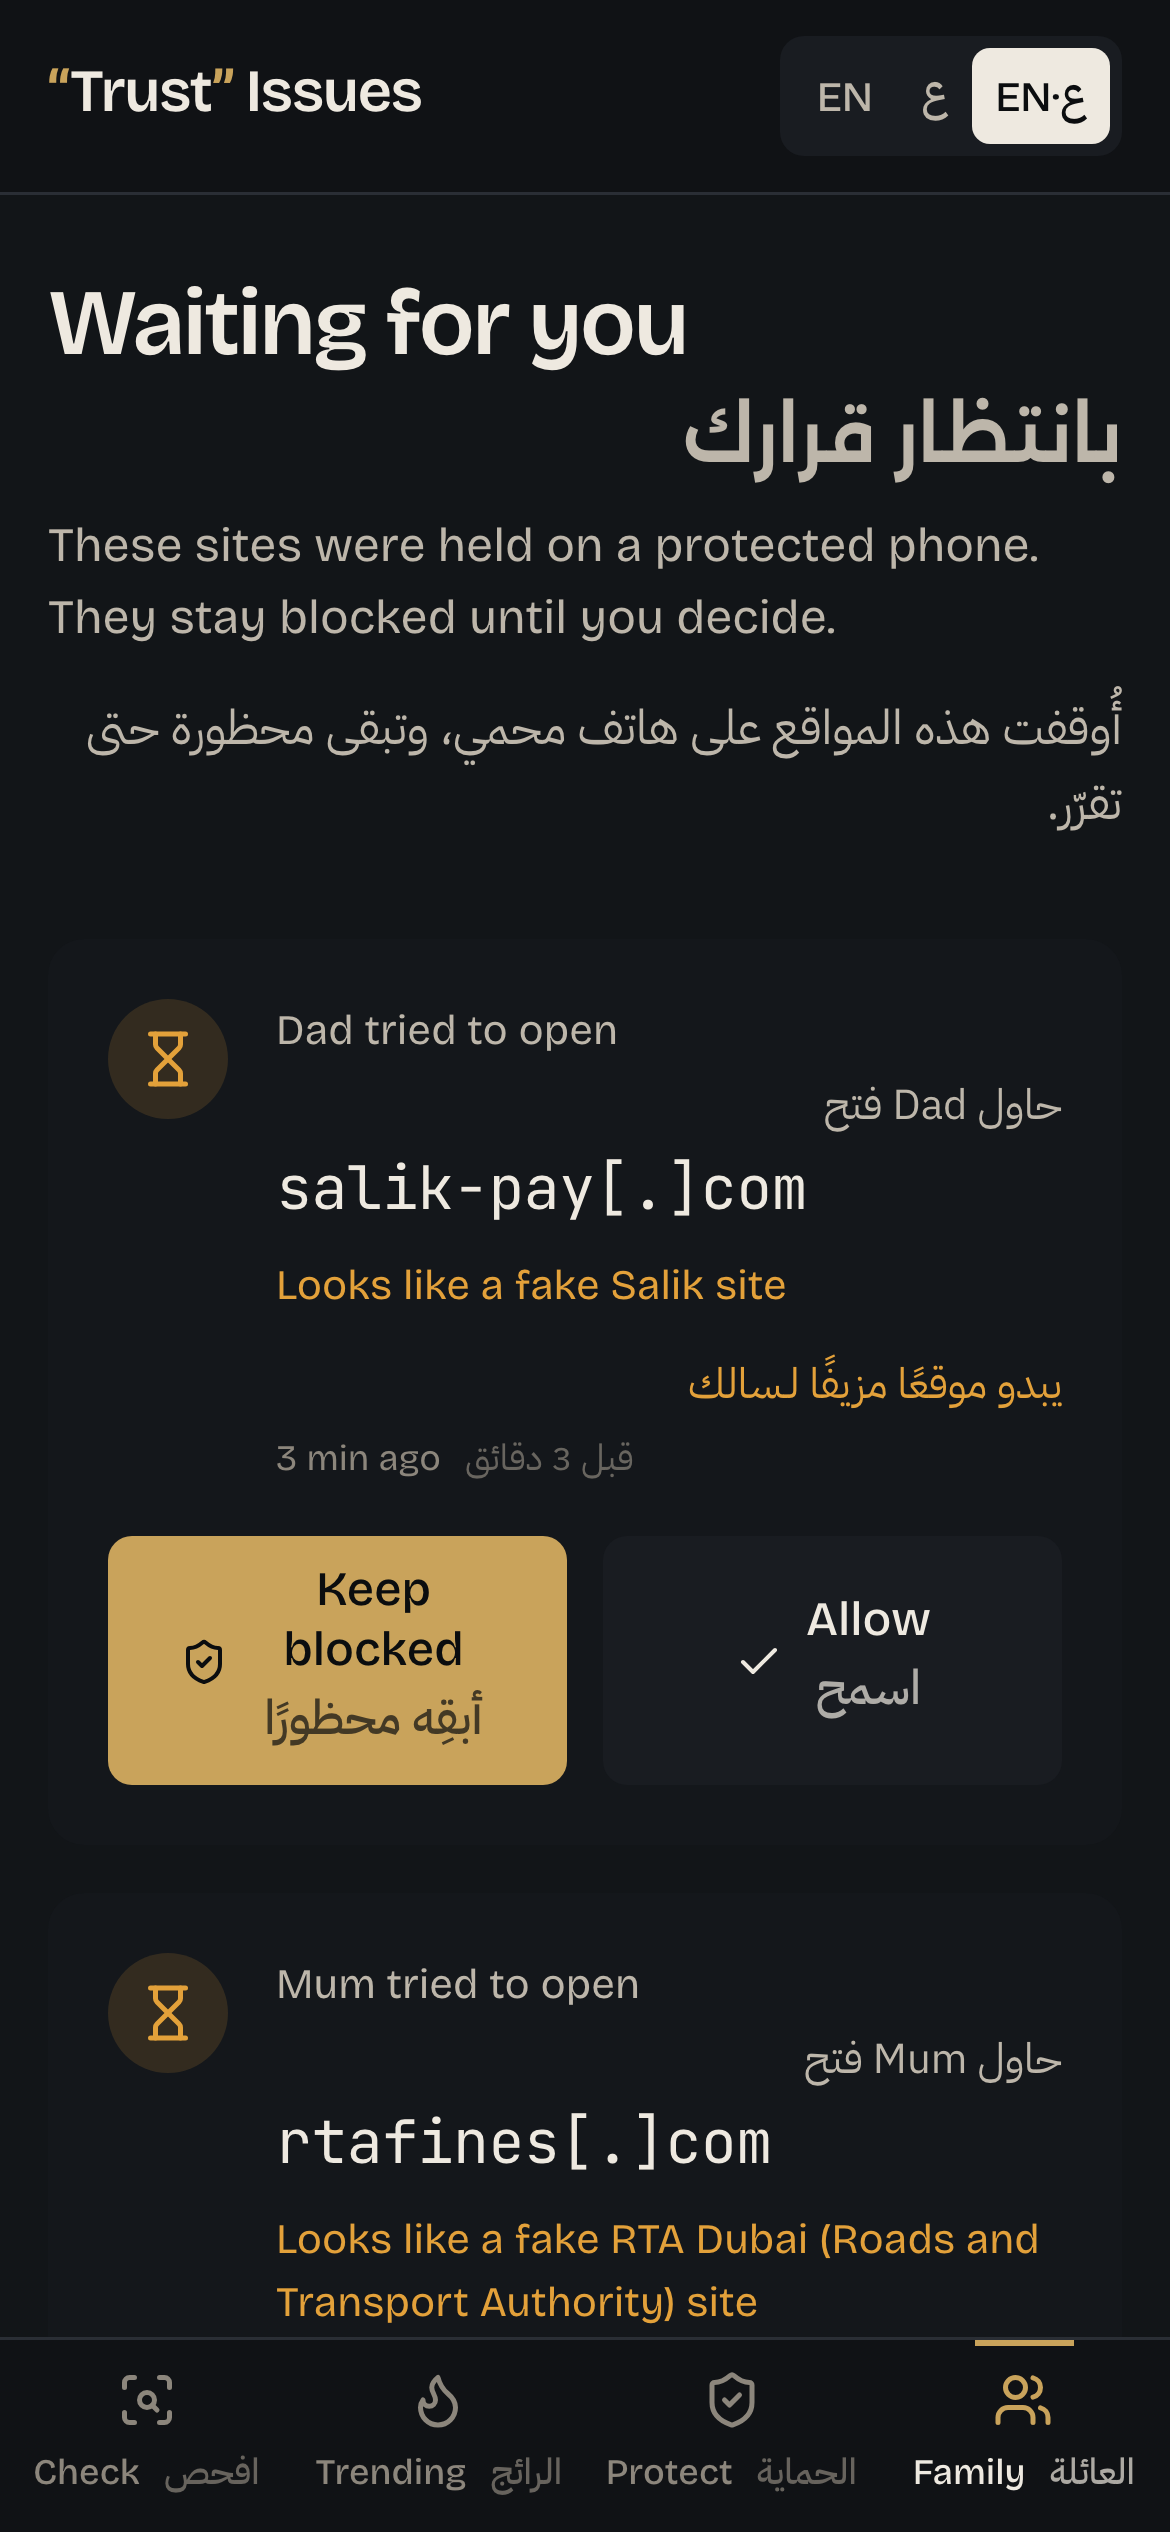 “Trust” Issues
EN ع EN·ع
Waiting for you
بانتظار قرارك
These sites were held on a protected phone.
They stay blocked until you decide.
أُوقفت هذه المواقع على هاتف محمي، وتبقى محظورة حتى
تقرّر.
Dad tried to open
حاول Dad فتح
salik-pay[.]com
Looks like a fake Salik site
يبدو موقعًا مزيفًا لسالك
3 min ago قبل 3 دقائق
Keep
blocked
أبقِه محظورًا
Allow
اسمح
Mum tried to open
حاول Mum فتح
rtafines[.]com
Looks like a fake RTA Dubai (Roads and
Transport Authority) site
Check افحص
Trending الرائج
Protect الحماية
Family العائلة